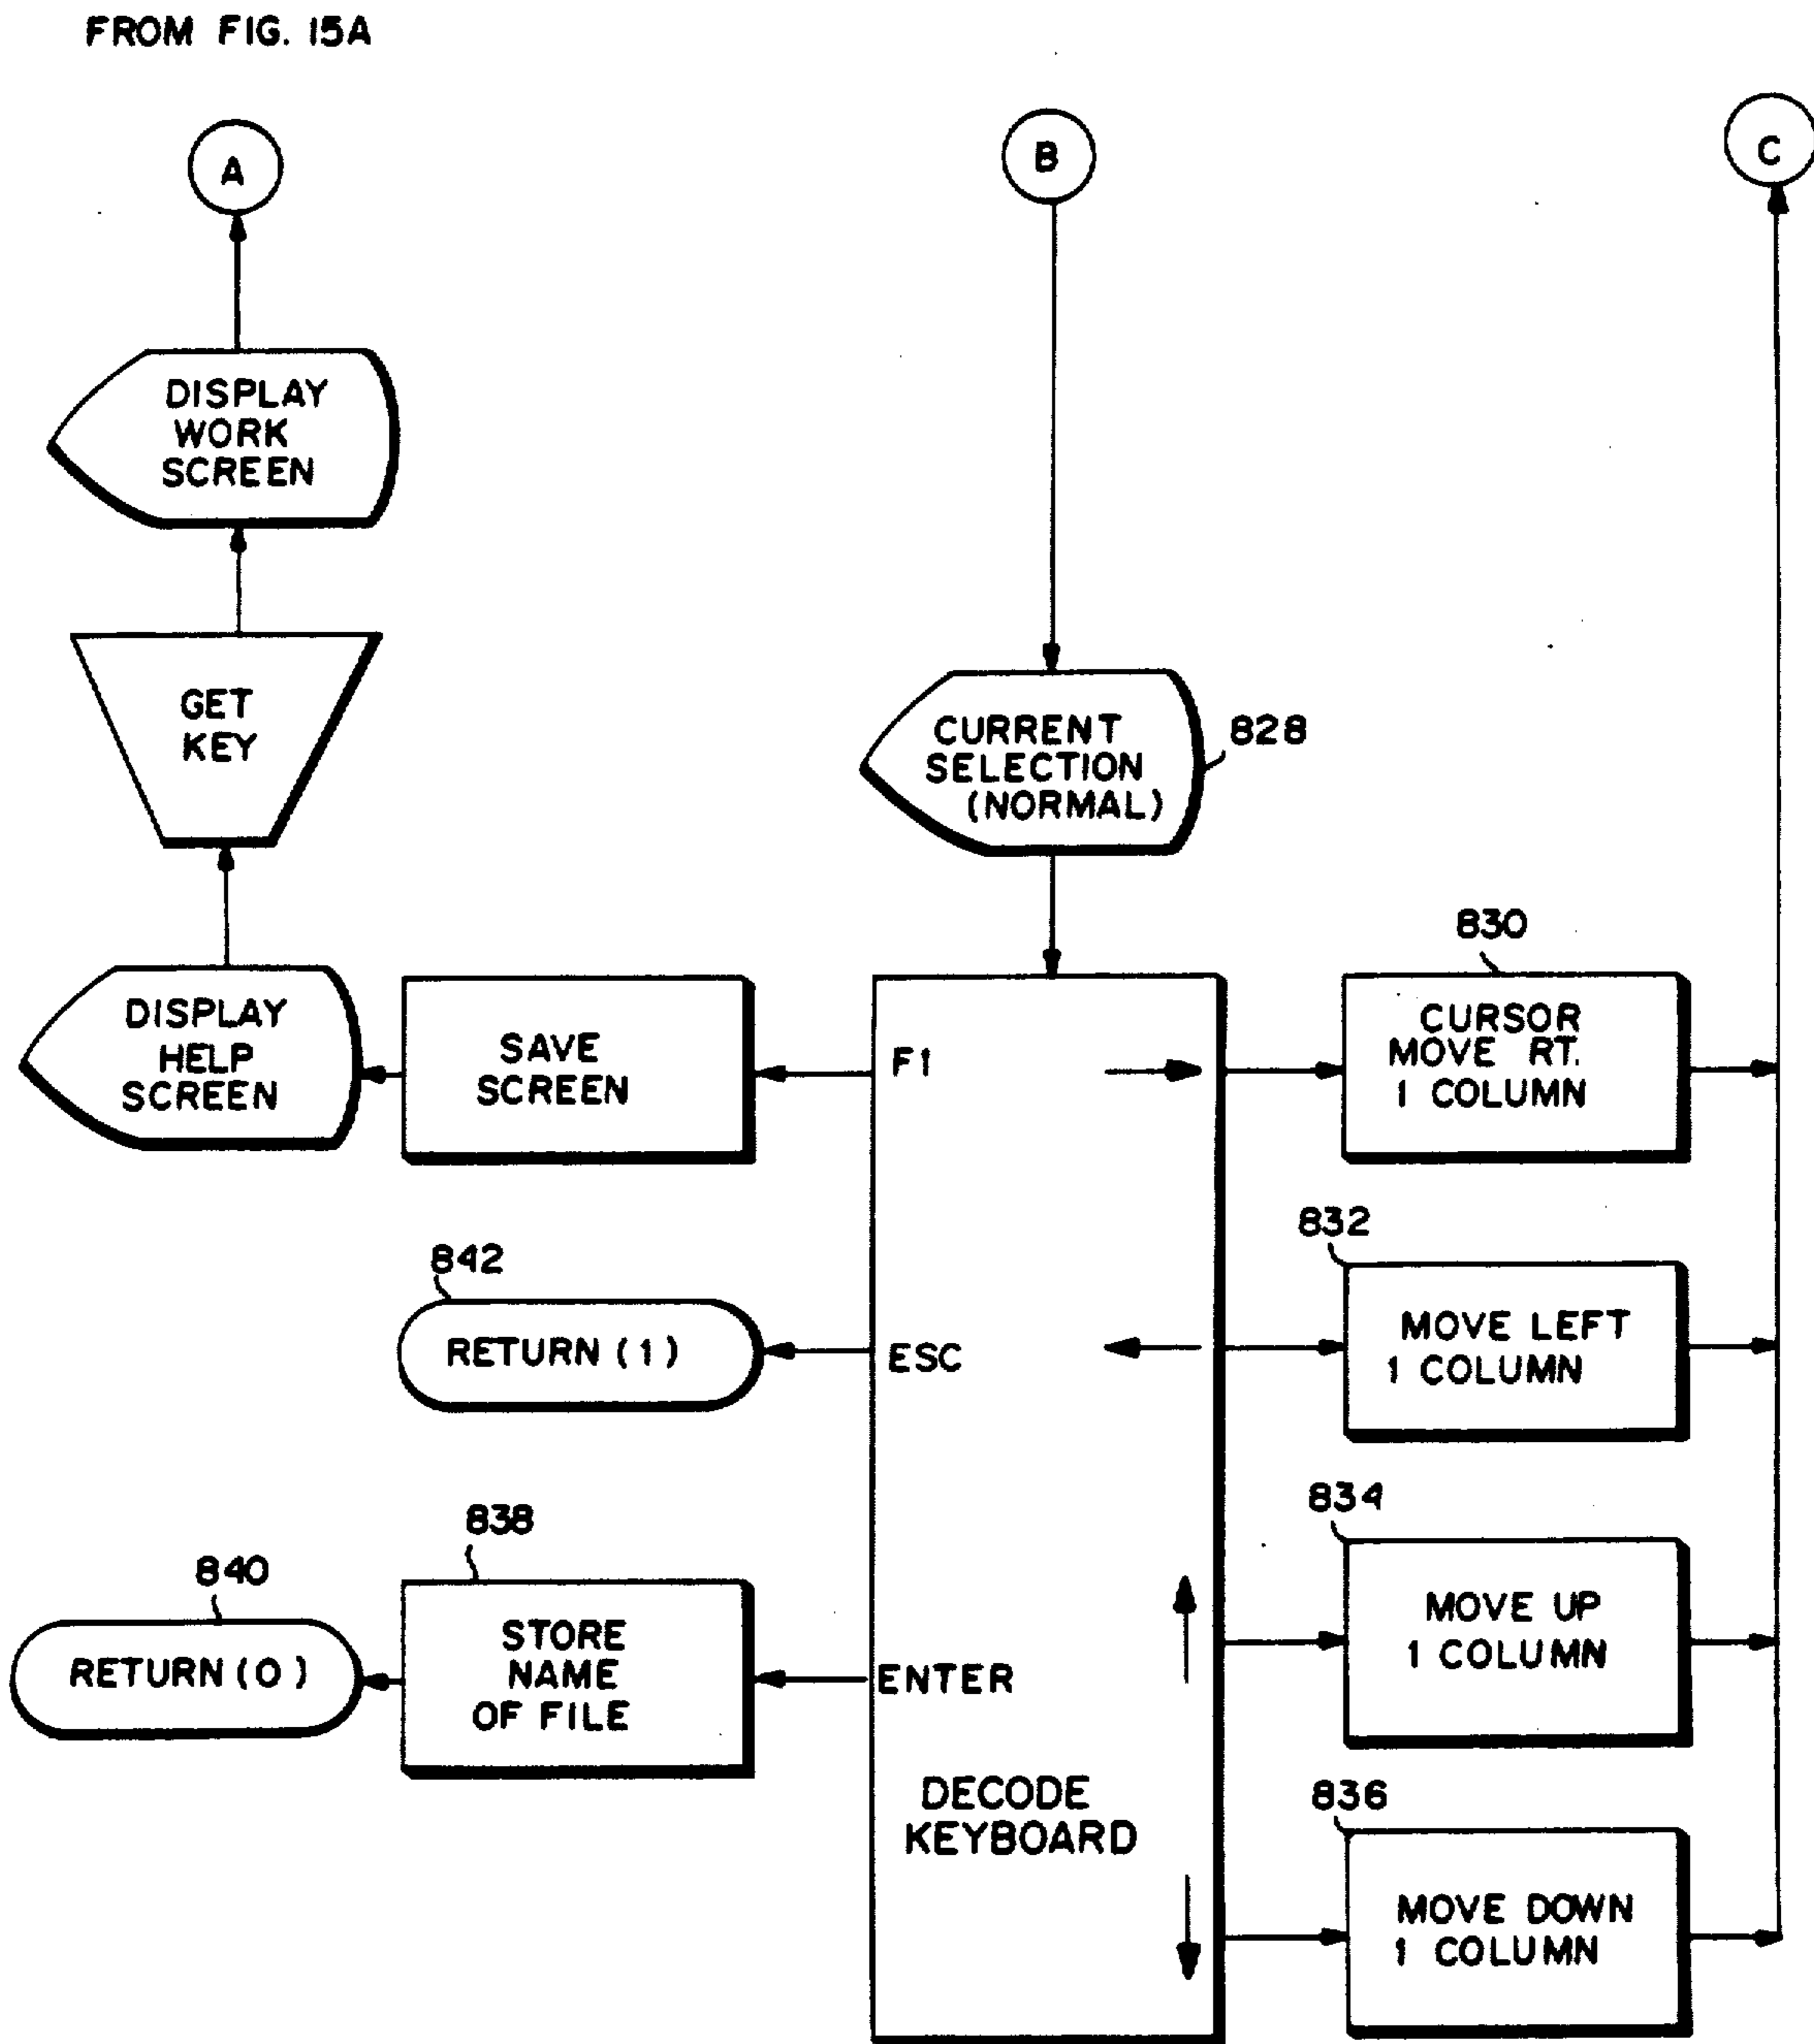 FROM FIG. 15A
A
B
C
DISPLAY
WORK
SCREEN
GET
KEY
CURRENT
SELECTION
(NORMAL)
828
DISPLAY
HELP
SCREEN
SAVE
SCREEN
F1
830
CURSOR
MOVE RT.
1 COLUMN
842
RETURN (1)
ESC
832
MOVE LEFT
1 COLUMN
840
RETURN (0)
838
STORE
NAME
OF FILE
ENTER
834
MOVE UP
1 COLUMN
DECODE
KEYBOARD
836
MOVE DOWN
1 COLUMN